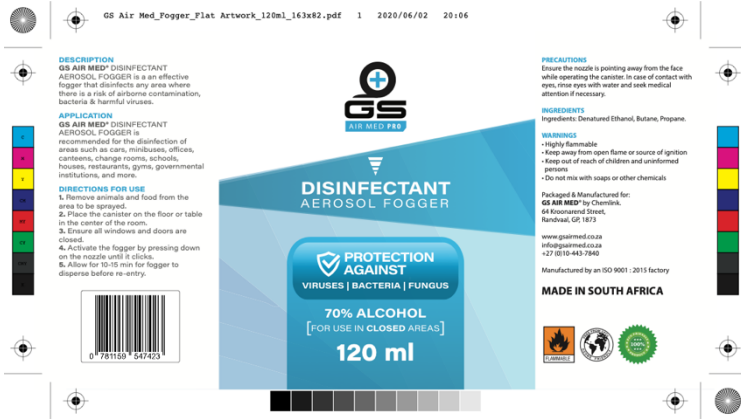 GS Air Med_Fogger_Flat Artwork_120ml_163x82.pdf 1 2020/06/02 20:06
DESCRIPTION
GS AIR MED® DISINFECTANT
AEROSOL FOGGER is a an effective
fogger that disinfects any area where
there is a risk of airborne contamination,
bacteria & harmful viruses.
APPLICATION
GS AIR MED® DISINFECTANT
AEROSOL FOGGER is
recommended for the disinfection of
areas such as cars, minibuses, offices,
canteens, change rooms, schools,
houses, restaurants, gyms, governmental
institutions, and more.
DIRECTIONS FOR USE
1. Remove animals and food from the
area to be sprayed.
2. Place the canister on the floor or table
in the center of the room.
3. Ensure all windows and doors are
closed.
4. Activate the fogger by pressing down
on the nozzle until it clicks.
5. Allow for 10-15 min for fogger to
disperse before re-entry.
0 781159 547423
GS
AIR MED PRO
DISINFECTANT
AEROSOL FOGGER
PROTECTION
AGAINST
VIRUSES | BACTERIA | FUNGUS
70% ALCOHOL
[FOR USE IN CLOSED AREAS]
120 ml
PRECAUTIONS
Ensure the nozzle is pointing away from the face
while operating the canister. In case of contact with
eyes, rinse eyes with water and seek medical
attention if necessary.
INGREDIENTS
Ingredients: Denatured Ethanol, Butane, Propane.
WARNINGS
• Highly flammable
• Keep away from open flame or source of ignition
• Keep out of reach of children and uninformed
persons
• Do not mix with soaps or other chemicals
Packaged & Manufactured for:
GS AIR MED® by Chemlink.
64 Kroonarend Street,
Randvaal, GP, 1873
www.gsairmed.co.za
info@gsairmed.co.za
+27 (0)10-443-7840
Manufactured by an ISO 9001 : 2015 factory
MADE IN SOUTH AFRICA
FLAMMABLE
100%